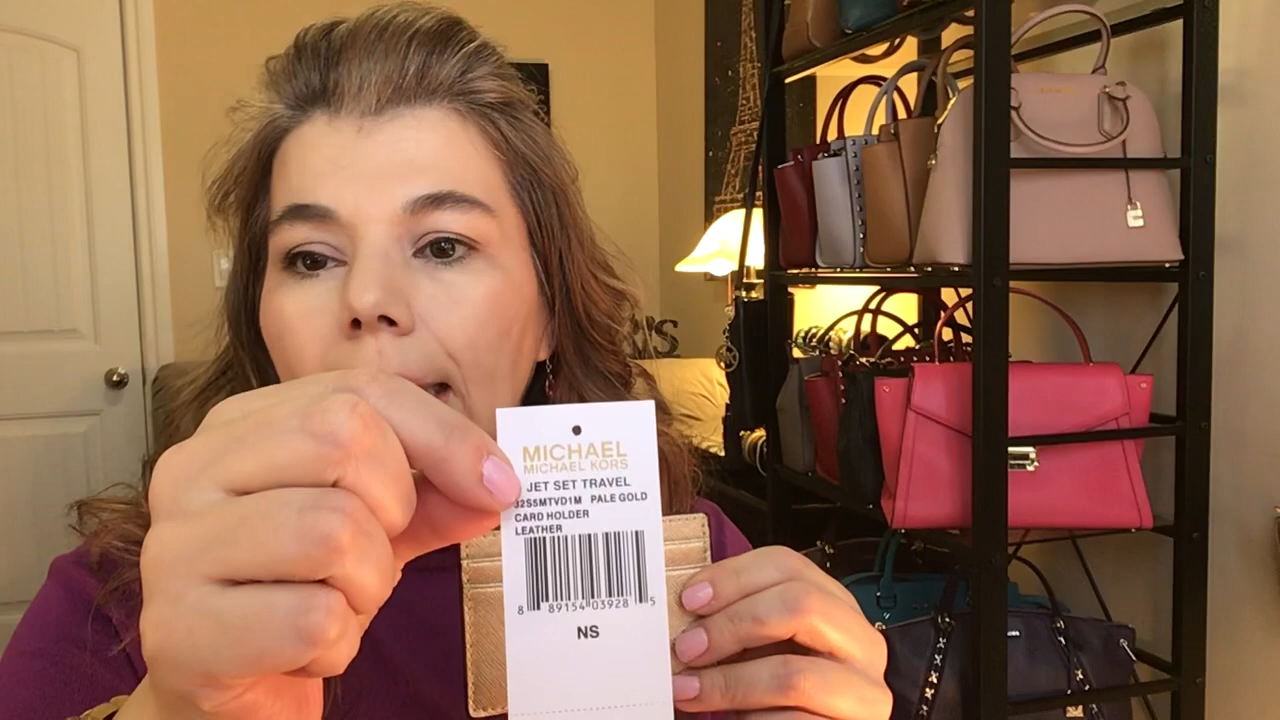 MICHAEL
MICHAEL KORS
JET SET TRAVEL
32S5MTVD1M PALE GOLD
CARD HOLDER
LEATHER
8 89154 03928 5
NS